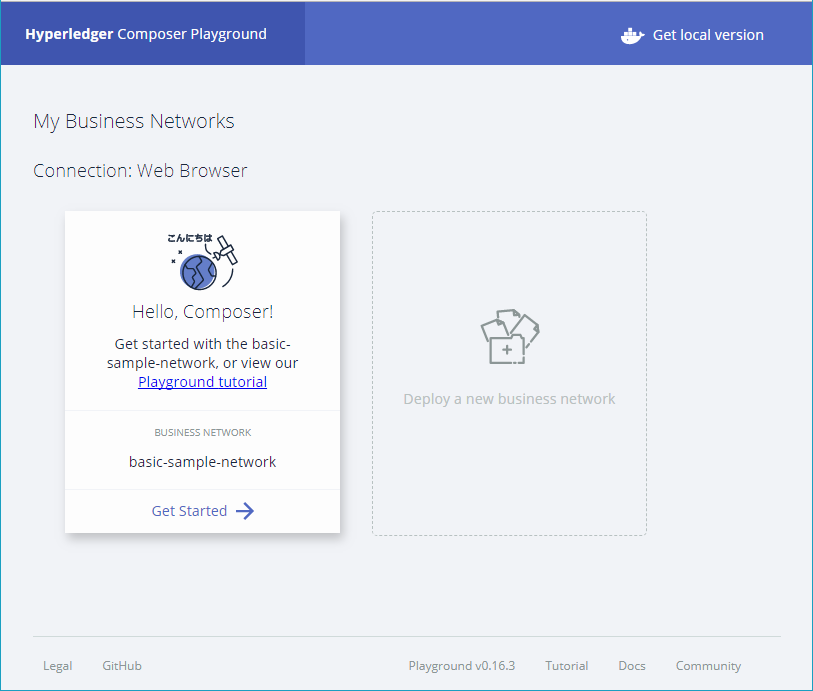 Hyperledger Composer Playground
Get local version
My Business Networks
Connection: Web Browser
こんにちは
Hello, Composer!
Get started with the basic-
sample-network, or view our
Playground tutorial
BUSINESS NETWORK
basic-sample-network
Get Started
Deploy a new business network
Legal
GitHub
Playground v0.16.3
Tutorial
Docs
Community